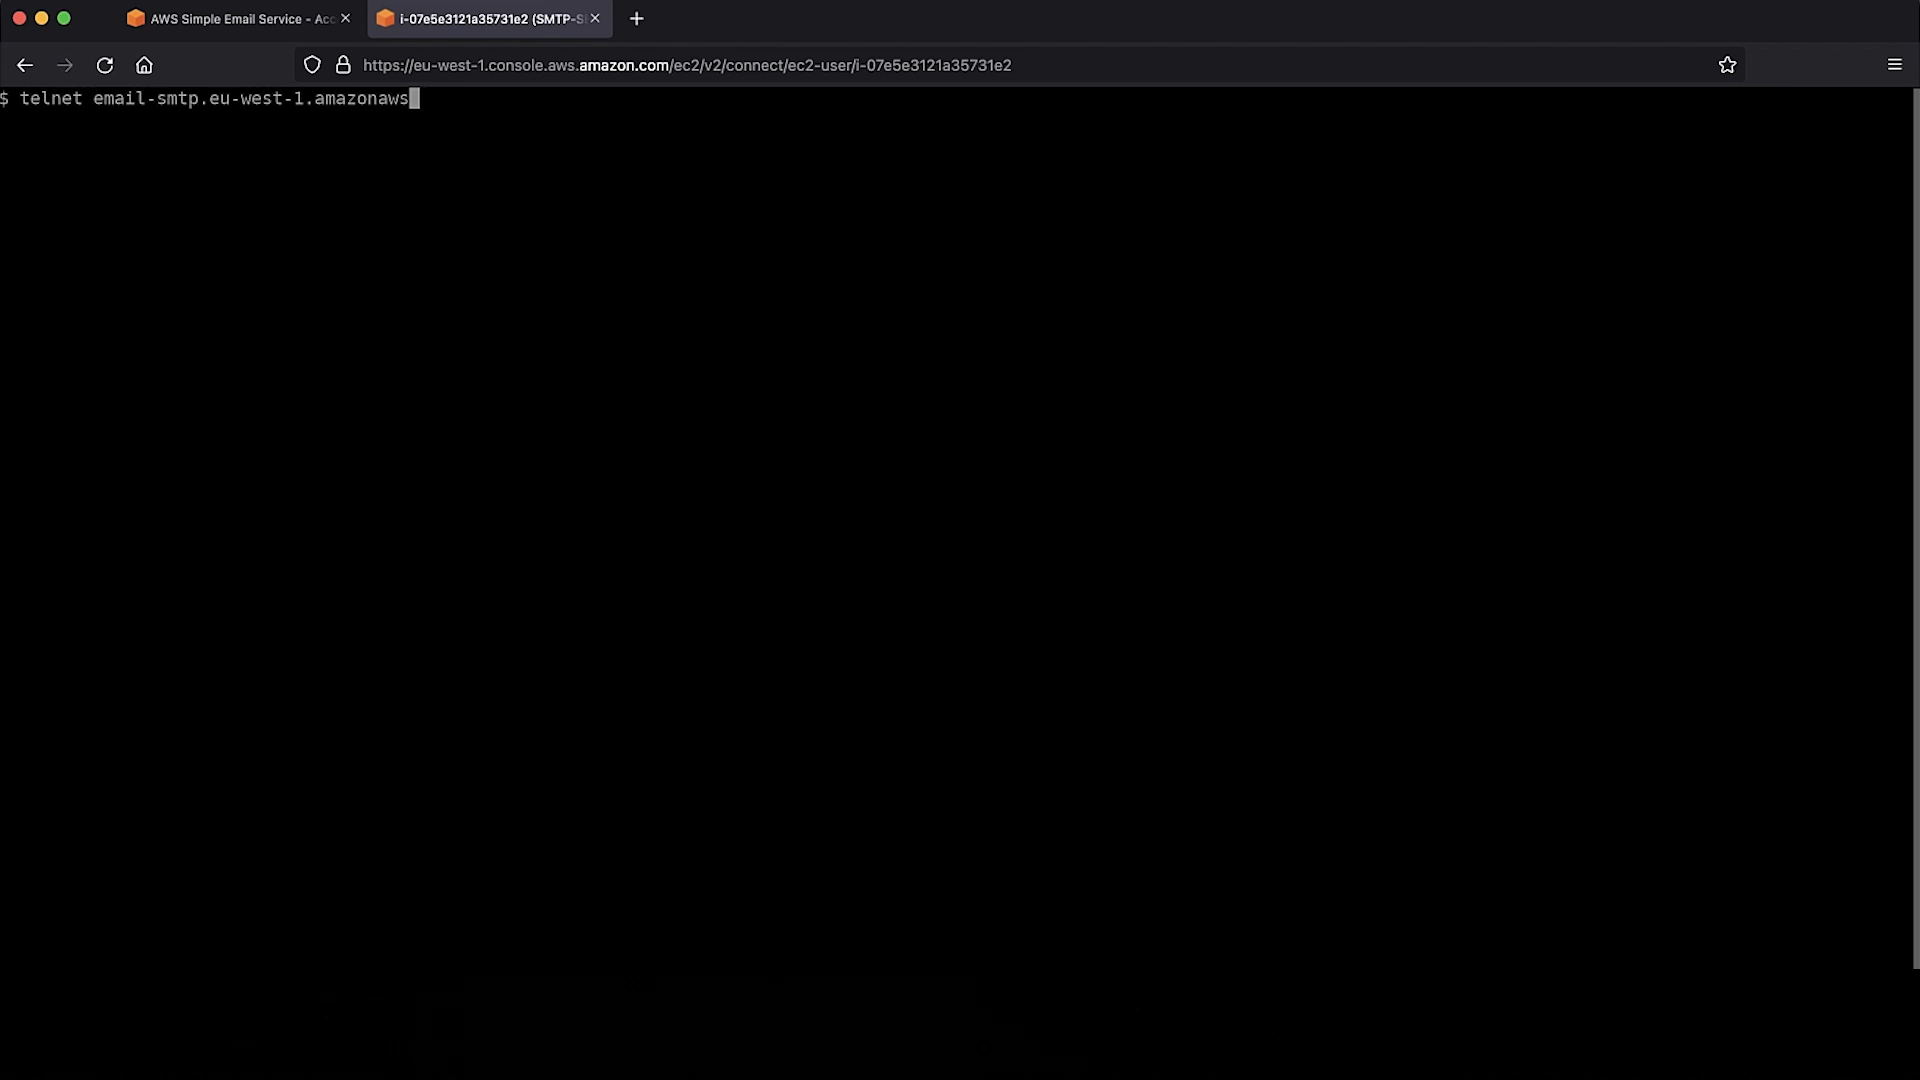 AWS Simple Email Service - Acc
i-07e5e3121a35731e2 (SMTP-S
https://eu-west-1.console.aws.amazon.com/ec2/v2/connect/ec2-user/i-07e5e3121a35731e2
$ telnet email-smtp.eu-west-1.amazonaws